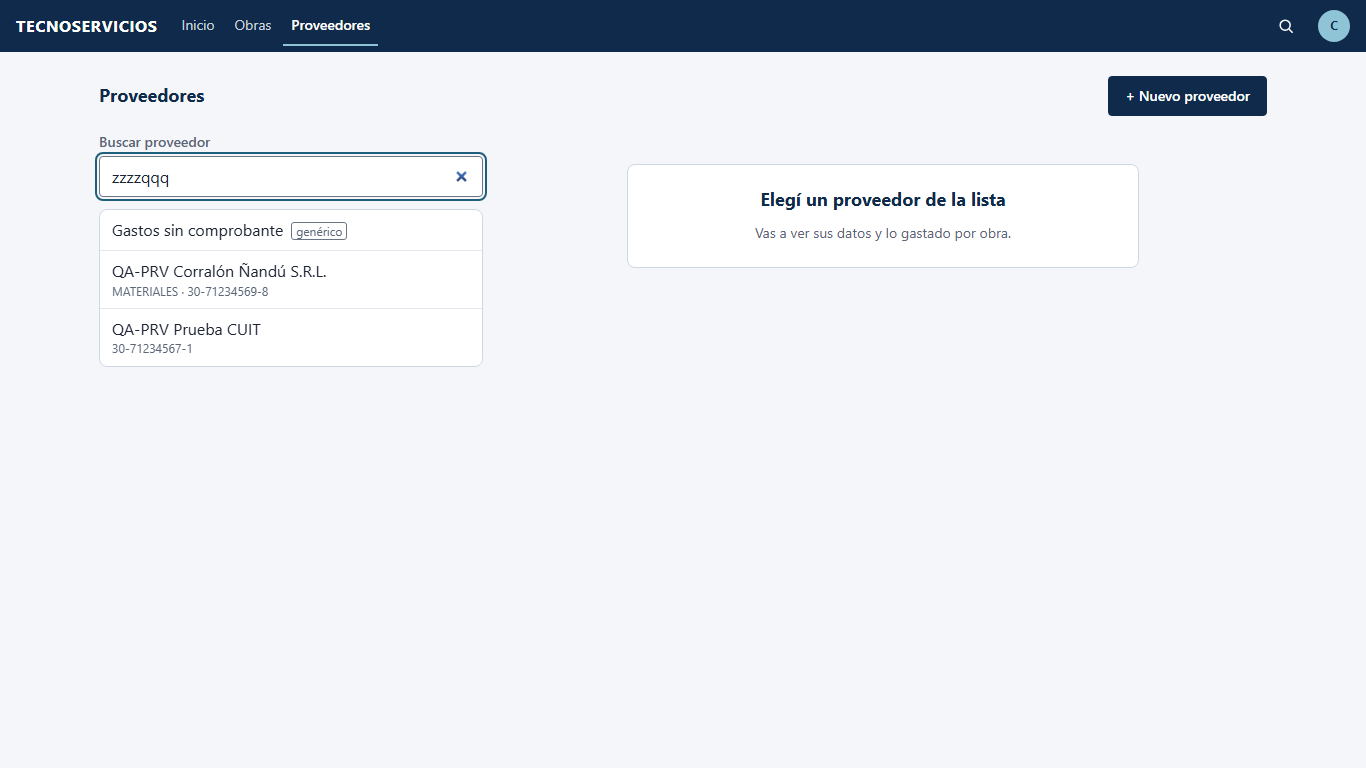 TECNOSERVICIOS Inicio Obras Proveedores C
Proveedores
+ Nuevo proveedor
Buscar proveedor
zzzzqqq
Gastos sin comprobante genérico
QA-PRV Corralón Ñandú S.R.L.
MATERIALES · 30-71234569-8
QA-PRV Prueba CUIT
30-71234567-1
Elegí un proveedor de la lista
Vas a ver sus datos y lo gastado por obra.